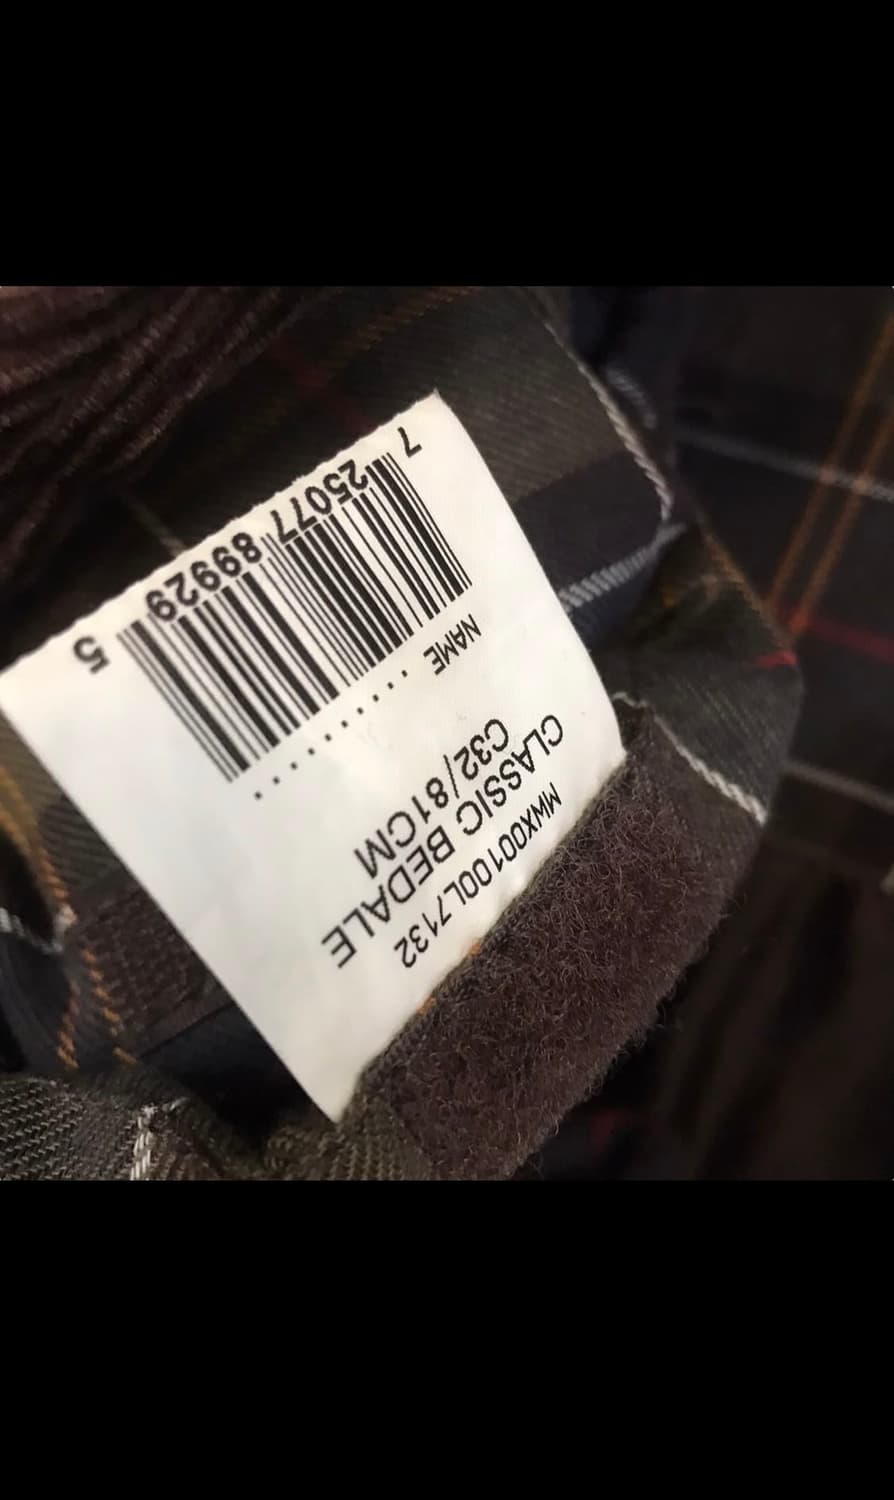 MWX0010OL7132
CLASSIC BEDALE
C32/81CM
NAME ..........
7 25077 89929 5